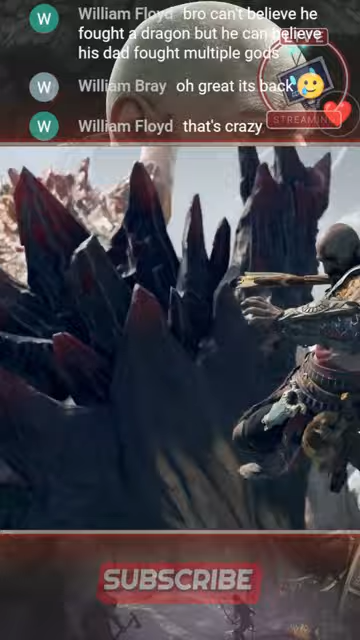 William Floyd bro can't believe he
fought a dragon but he can believe
his dad fought multiple gods
LIVE
W
William Bray oh great its back🥲
W
William Floyd that's crazy
STREAMING
W
SUBSCRIBE